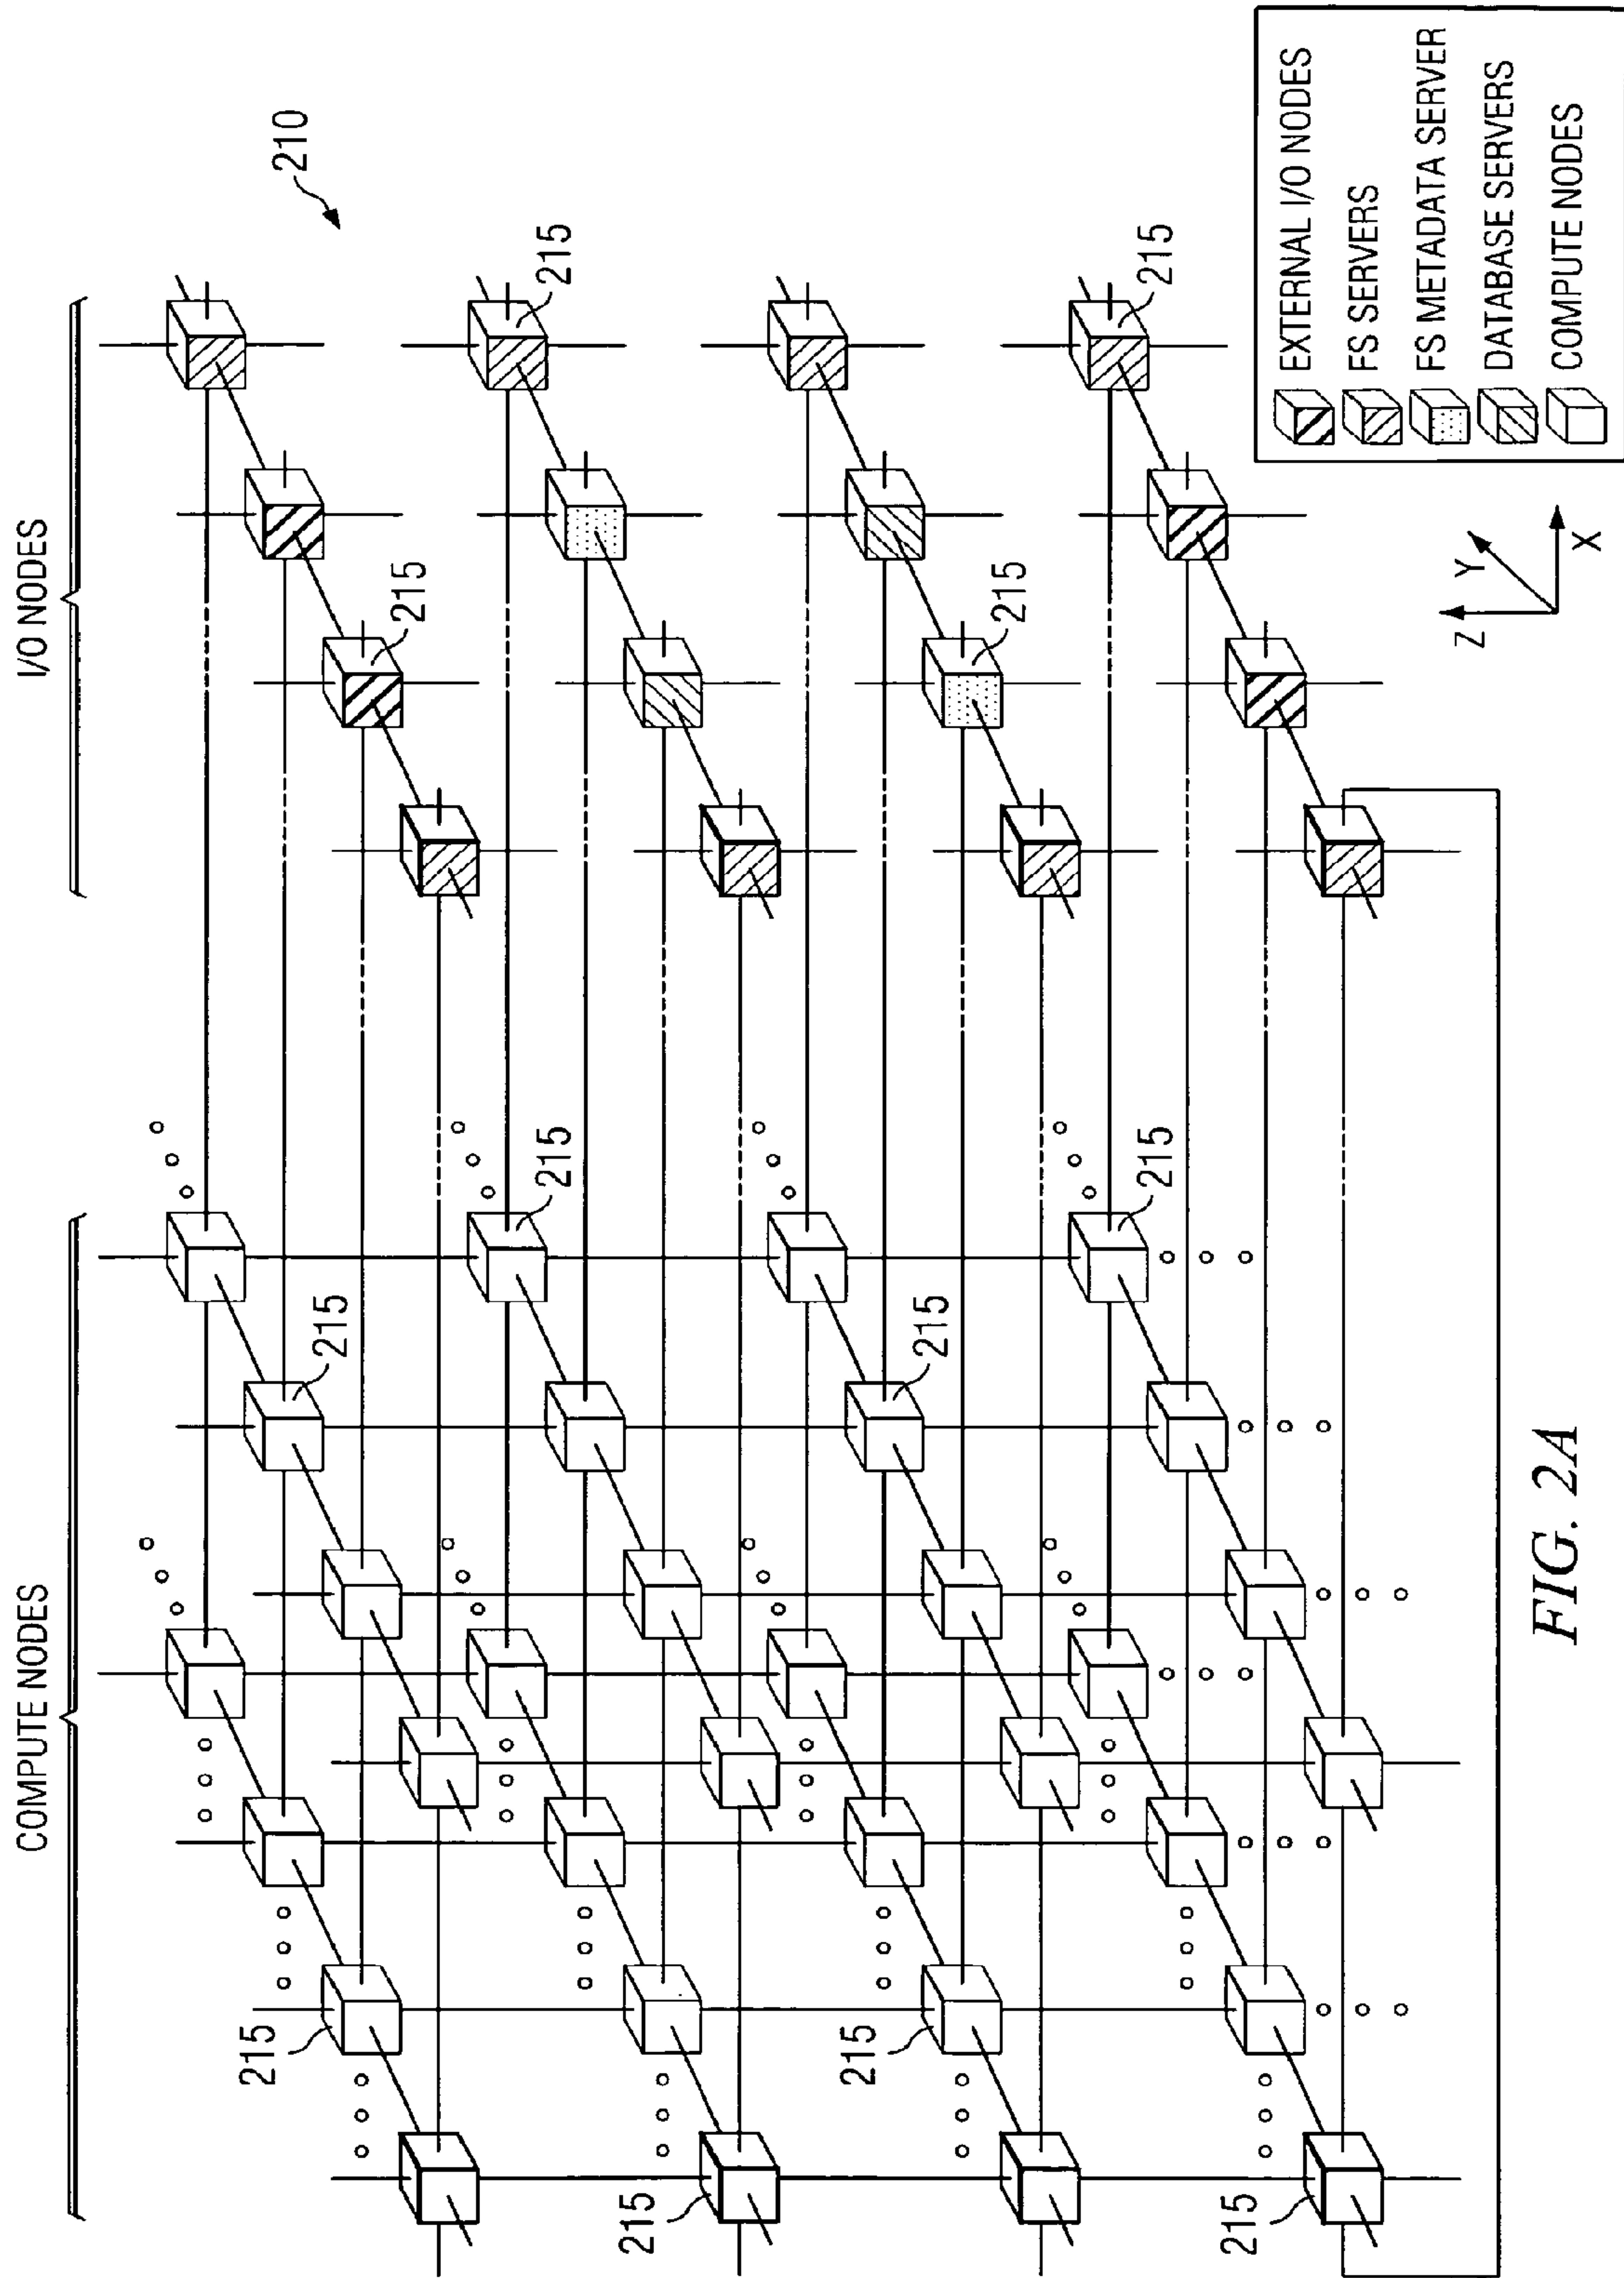 COMPUTE NODES
I/O NODES
210
215
215
215
215
215
215
215
215
215
215
215
215
EXTERNAL I/O NODES
FS SERVERS
FS METADATA SERVER
DATABASE SERVERS
COMPUTE NODES
Z
Y
X
FIG. 2A